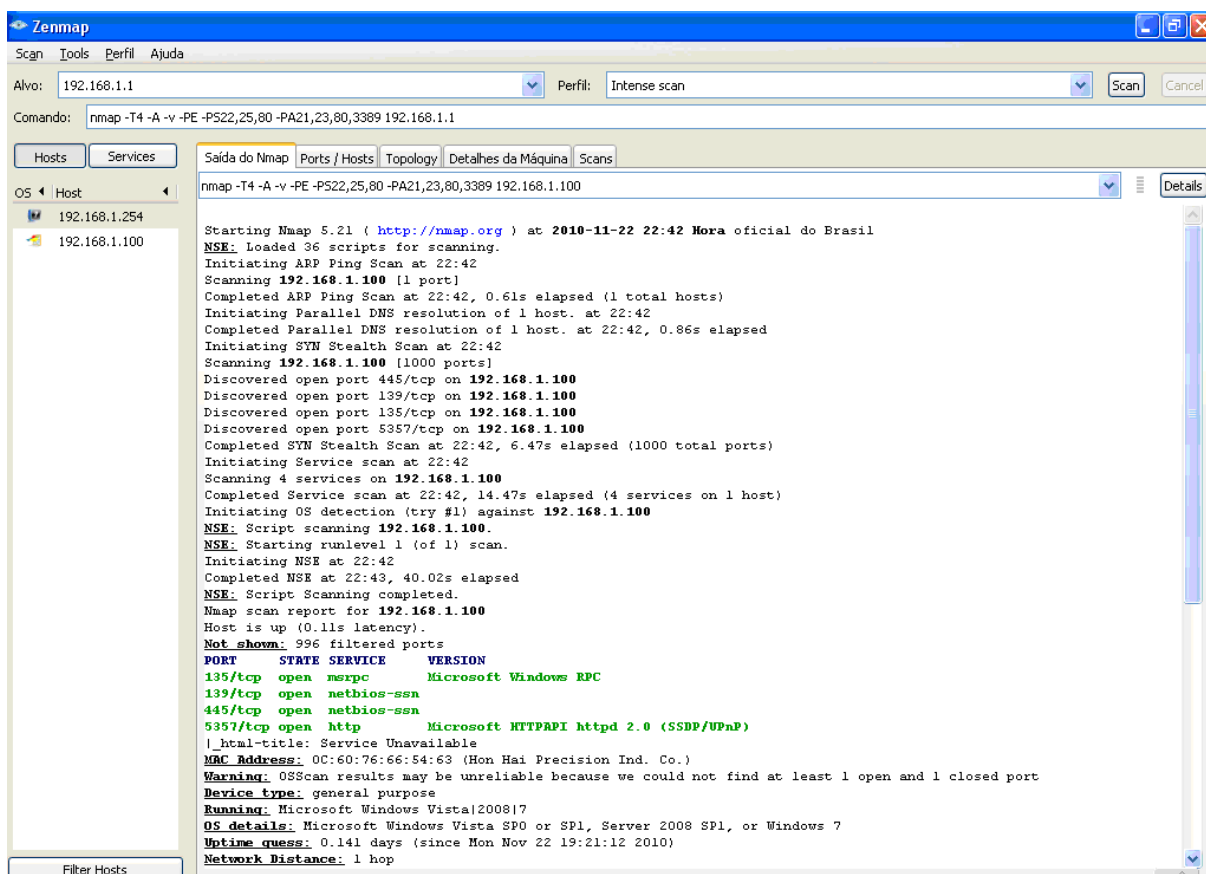 Zenmap
Scan Tools Perfil Ajuda
Alvo: 192.168.1.1 Perfil: Intense scan Scan Cancel
Comando: nmap -T4 -A -v -PE -PS22,25,80 -PA21,23,80,3389 192.168.1.1
Hosts Services Saída do Nmap Ports / Hosts Topology Detalhes da Máquina Scans
OS Host nmap -T4 -A -v -PE -PS22,25,80 -PA21,23,80,3389 192.168.1.100 Details
192.168.1.254
192.168.1.100
Starting Nmap 5.21 ( http://nmap.org ) at 2010-11-22 22:42 Hora oficial do Brasil
NSE: Loaded 36 scripts for scanning.
Initiating ARP Ping Scan at 22:42
Scanning 192.168.1.100 [1 port]
Completed ARP Ping Scan at 22:42, 0.61s elapsed (1 total hosts)
Initiating Parallel DNS resolution of 1 host. at 22:42
Completed Parallel DNS resolution of 1 host. at 22:42, 0.86s elapsed
Initiating SYN Stealth Scan at 22:42
Scanning 192.168.1.100 [1000 ports]
Discovered open port 445/tcp on 192.168.1.100
Discovered open port 139/tcp on 192.168.1.100
Discovered open port 135/tcp on 192.168.1.100
Discovered open port 5357/tcp on 192.168.1.100
Completed SYN Stealth Scan at 22:42, 6.47s elapsed (1000 total ports)
Initiating Service scan at 22:42
Scanning 4 services on 192.168.1.100
Completed Service scan at 22:42, 14.47s elapsed (4 services on 1 host)
Initiating OS detection (try #1) against 192.168.1.100
NSE: Script scanning 192.168.1.100.
NSE: Starting runlevel 1 (of 1) scan.
Initiating NSE at 22:42
Completed NSE at 22:43, 40.02s elapsed
NSE: Script Scanning completed.
Nmap scan report for 192.168.1.100
Host is up (0.11s latency).
Not shown: 996 filtered ports
PORT STATE SERVICE VERSION
135/tcp open msrpc Microsoft Windows RPC
139/tcp open netbios-ssn
445/tcp open netbios-ssn
5357/tcp open http Microsoft HTTPAPI httpd 2.0 (SSDP/UPnP)
|_html-title: Service Unavailable
MAC Address: 0C:60:76:66:54:63 (Hon Hai Precision Ind. Co.)
Warning: OSScan results may be unreliable because we could not find at least 1 open and 1 closed port
Device type: general purpose
Running: Microsoft Windows Vista|2008|7
OS details: Microsoft Windows Vista SP0 or SP1, Server 2008 SP1, or Windows 7
Uptime guess: 0.141 days (since Mon Nov 22 19:21:12 2010)
Network Distance: 1 hop
Filter Hosts